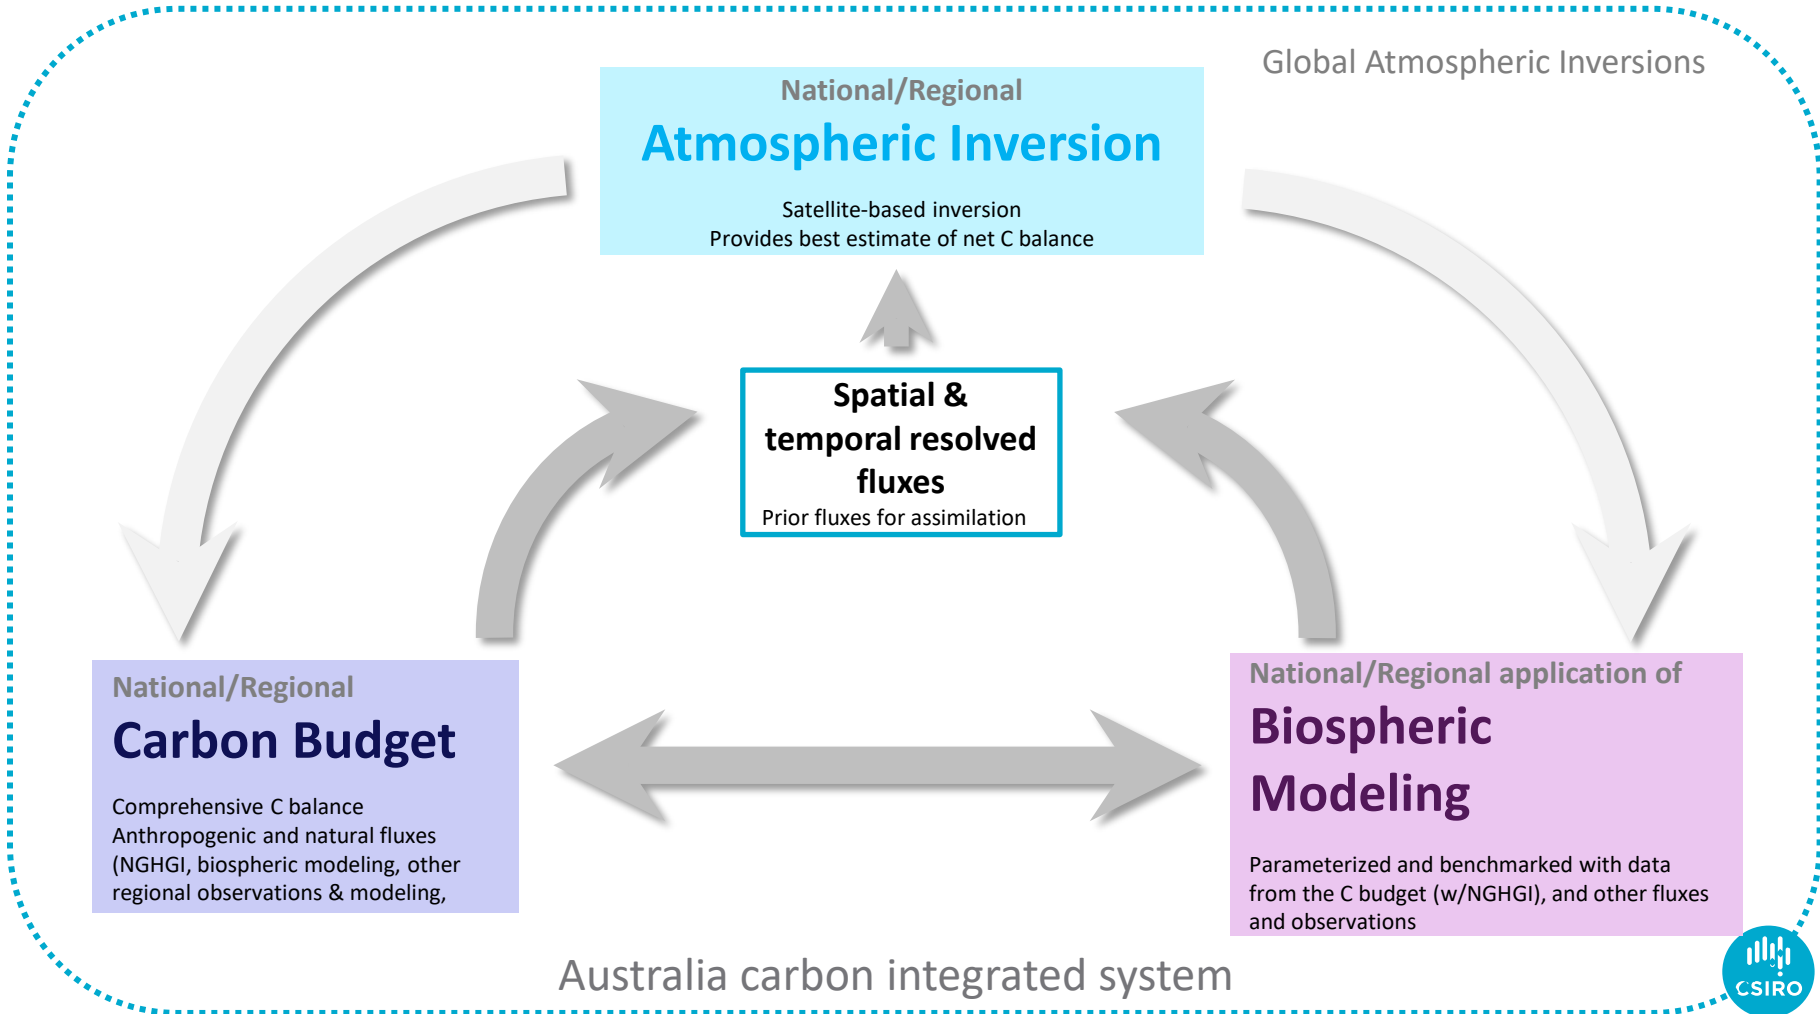 Global Atmospheric Inversions
National/Regional
Atmospheric Inversion
Satellite-based inversion
Provides best estimate of net C balance
Spatial &
temporal resolved
fluxes
Prior fluxes for assimilation
National/Regional
Carbon Budget
Comprehensive C balance
Anthropogenic and natural fluxes
(NGHGI, biospheric modeling, other
regional observations & modeling,
National/Regional application of
Biospheric
Modeling
Parameterized and benchmarked with data
from the C budget (w/NGHGI), and other fluxes
and observations
Australia carbon integrated system
CSIRO